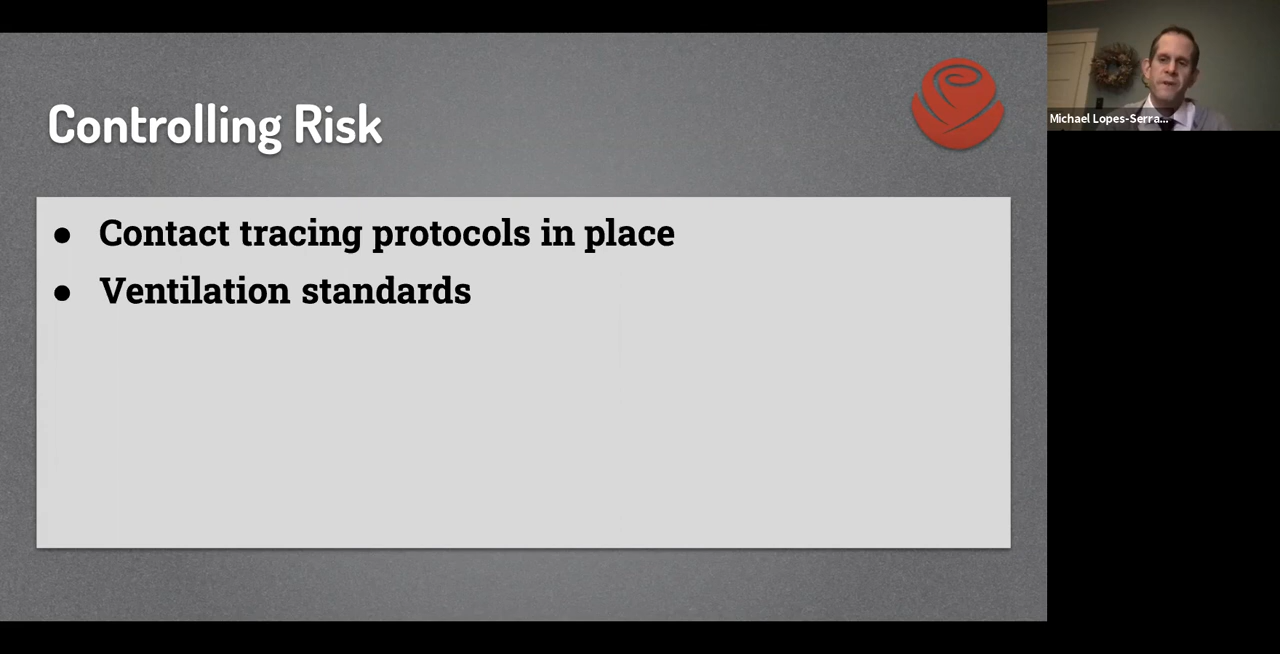 Controlling Risk
Michael Lopes-Serra...
● Contact tracing protocols in place
● Ventilation standards